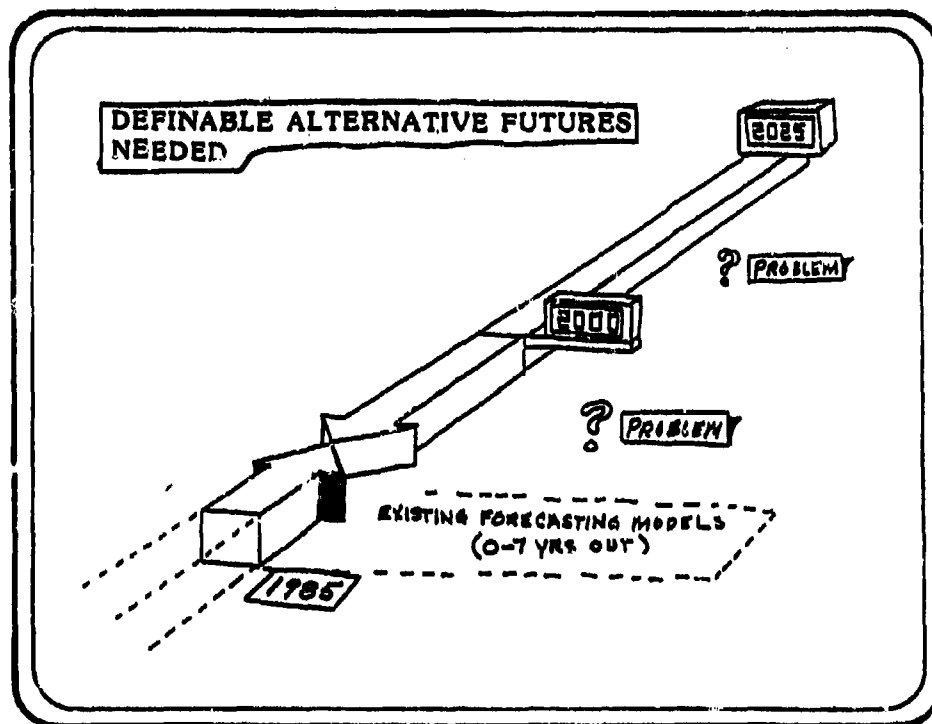 DEFINABLE ALTERNATIVE FUTURES
NEEDED
2025
? PROBLEM
2000
? PROBLEM
EXISTING FORECASTING MODELS
(0-7 YRS OUT)
1985